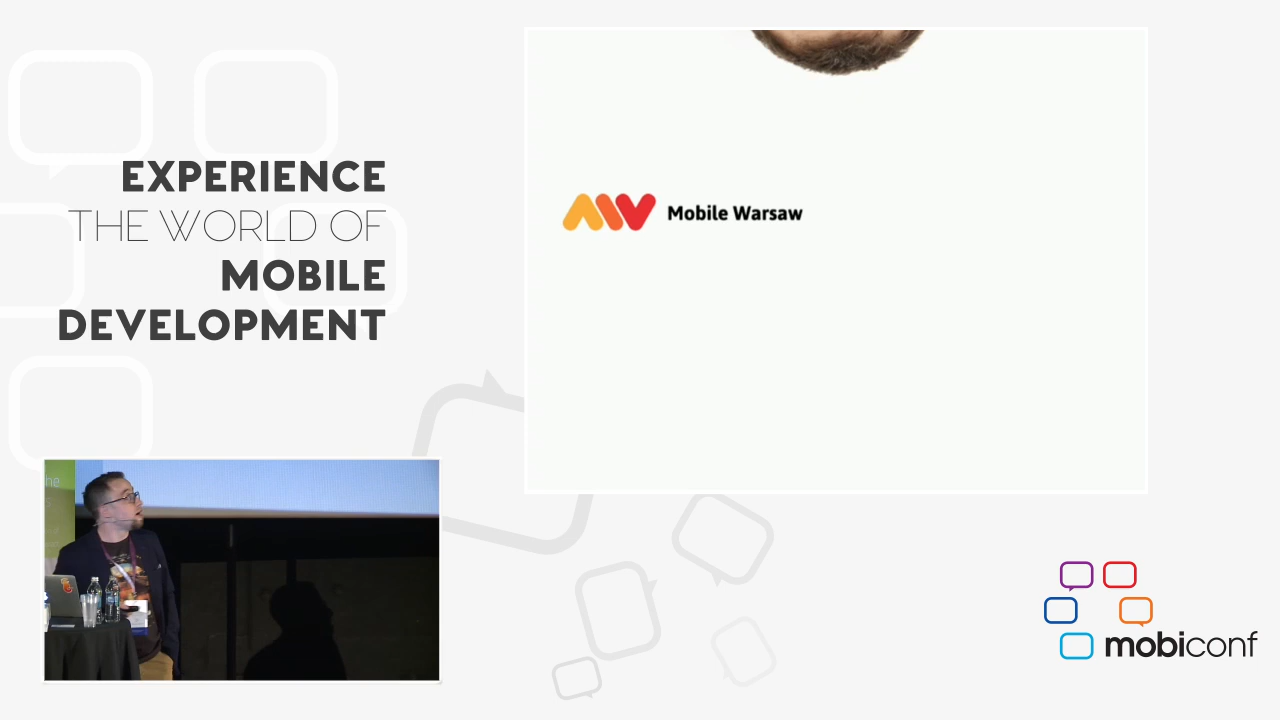 EXPERIENCE
THE WORLD OF
MOBILE
DEVELOPMENT
Mobile Warsaw
mobiconf